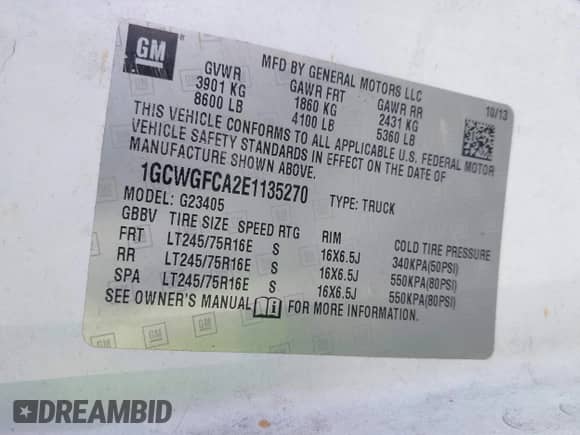 GM
MFD BY GENERAL MOTORS LLC
10/13
GVWR GAWR FRT GAWR RR
3901 KG 1860 KG 2431 KG
8600 LB 4100 LB 5360 LB
THIS VEHICLE CONFORMS TO ALL APPLICABLE U.S. FEDERAL MOTOR
VEHICLE SAFETY STANDARDS IN EFFECT ON THE DATE OF
MANUFACTURE SHOWN ABOVE.
1GCWGFCA2E1135270 TYPE: TRUCK
MODEL: G23405
GBBV TIRE SIZE SPEED RTG RIM COLD TIRE PRESSURE
FRT LT245/75R16E S 16X6.5J 340KPA(50PSI)
RR LT245/75R16E S 16X6.5J 550KPA(80PSI)
SPA LT245/75R16E S 16X6.5J 550KPA(80PSI)
SEE OWNER'S MANUAL FOR MORE INFORMATION.
DREAMBID